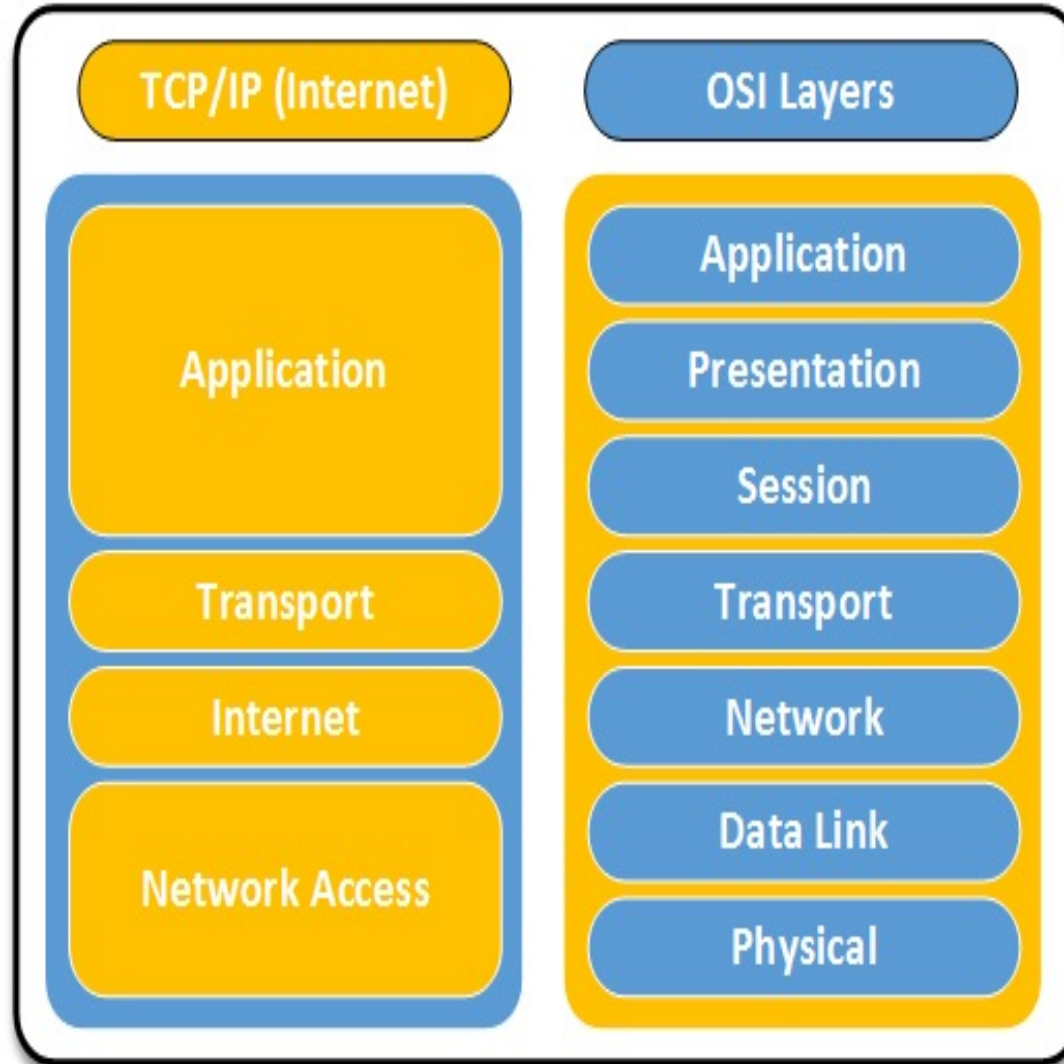 TCP/IP (Internet)
Application
Transport
Internet
Network Access
OSI Layers
Application
Presentation
Session
Transport
Network
Data Link
Physical